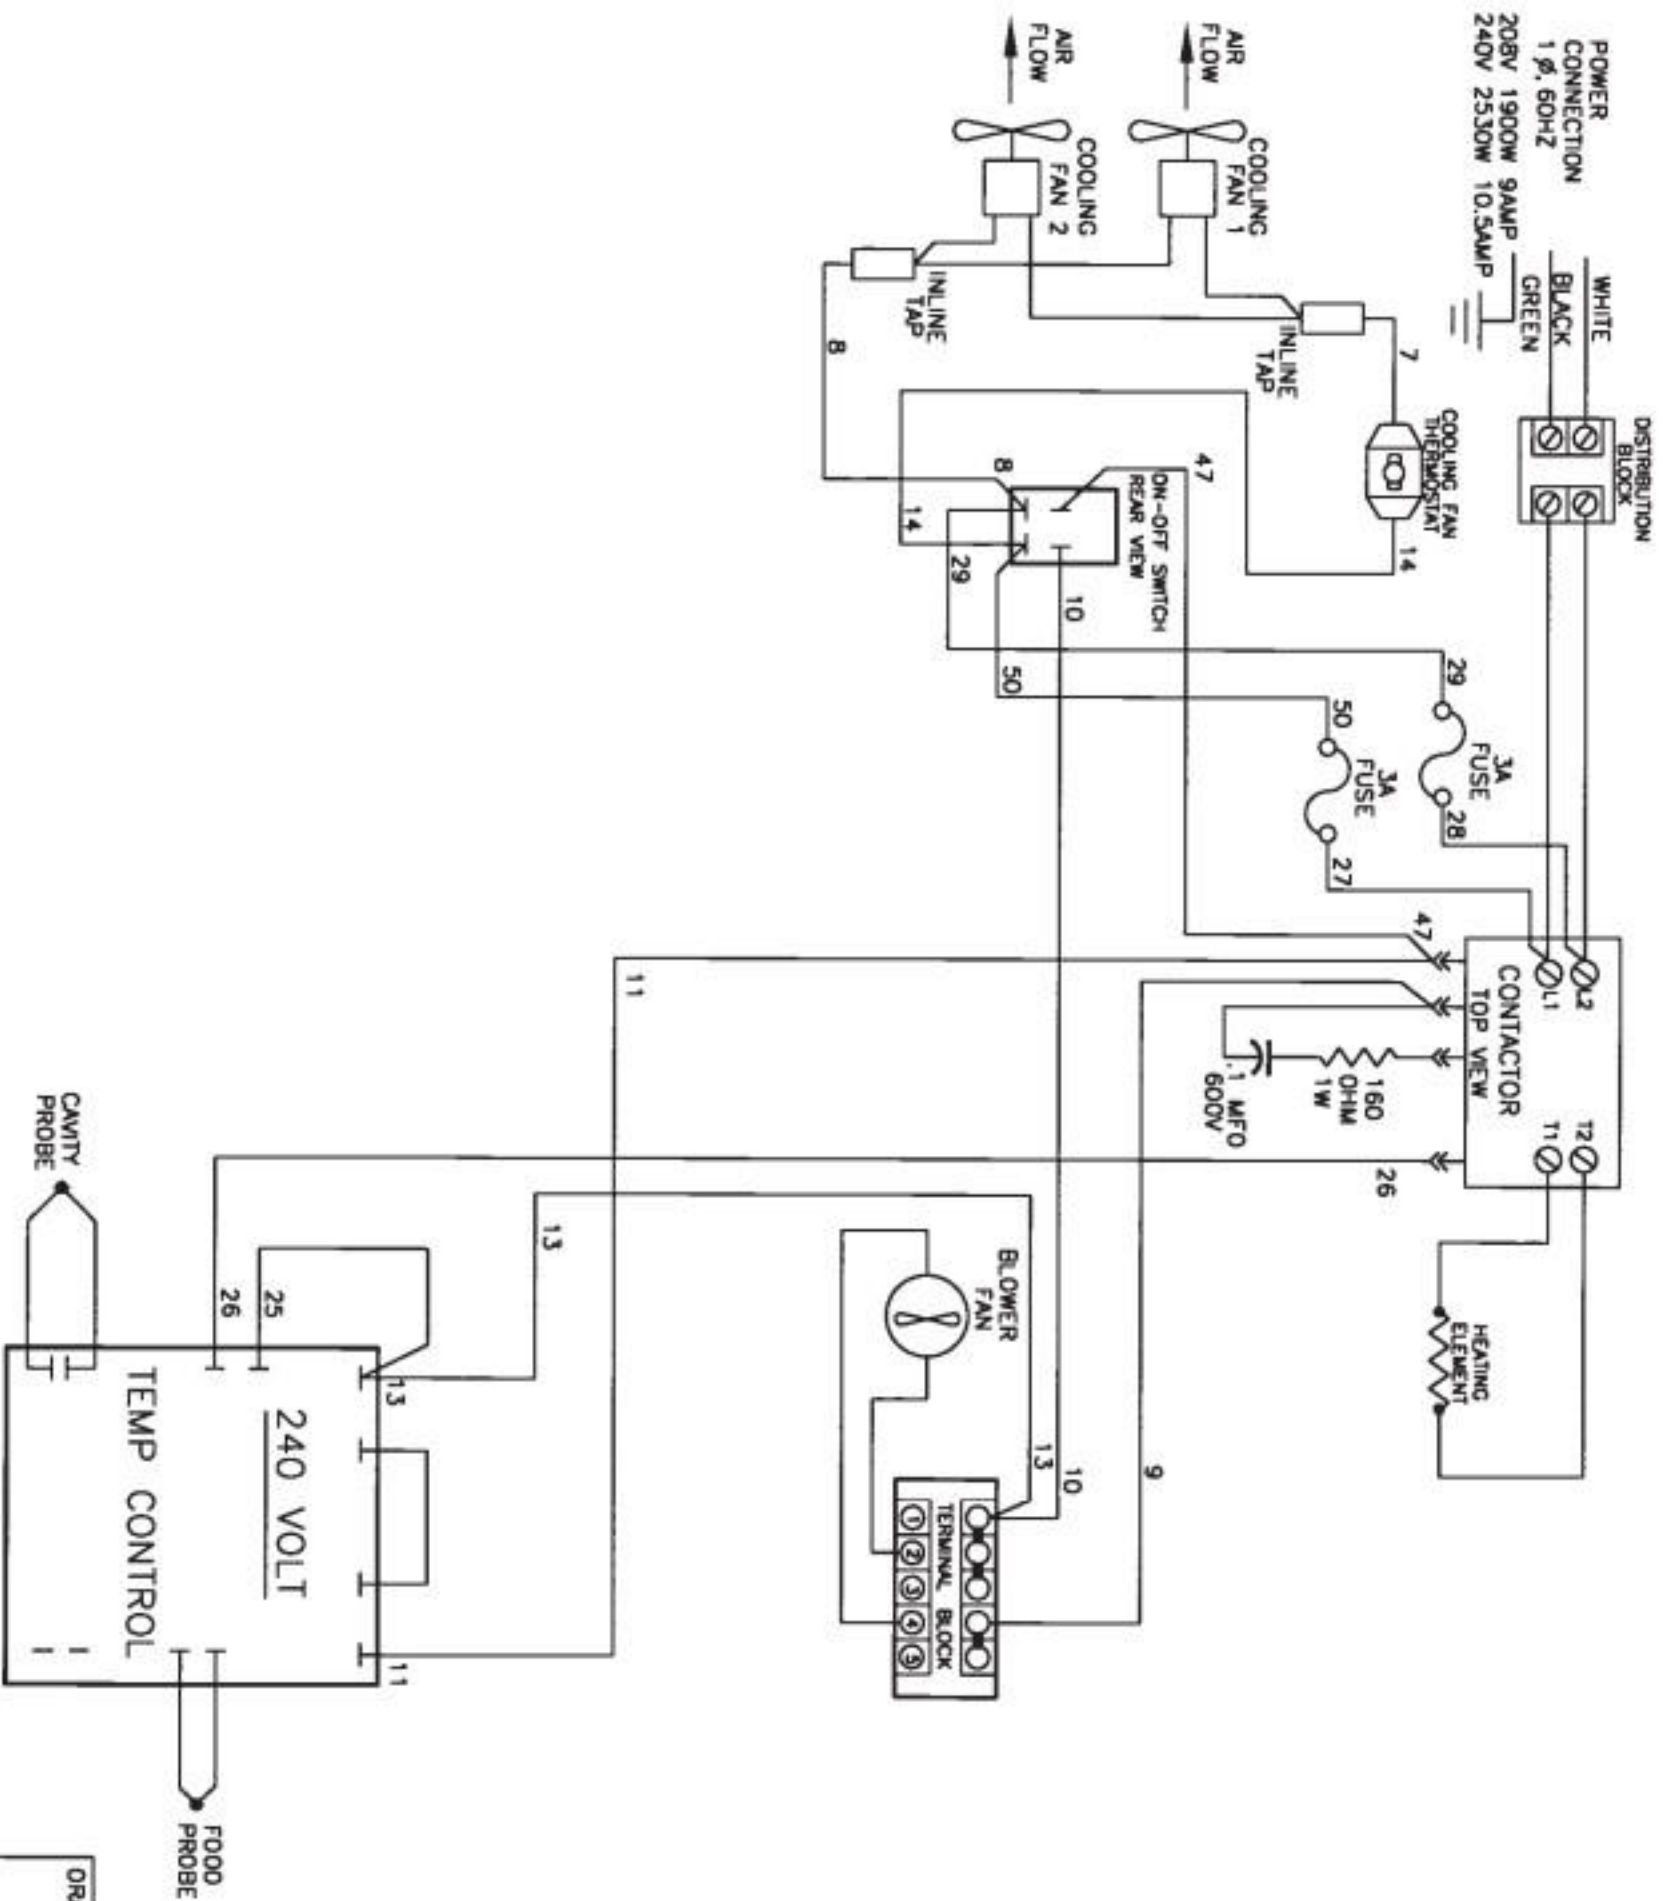 POWER
CONNECTION
1 Ø, 60HZ
208V 1900W 9AMP
240V 2530W 10.5AMP
WHITE
BLACK
GREEN
DISTRIBUTION
BLOCK
AIR
FLOW
AIR
FLOW
COOLING
FAN 1
COOLING
FAN 2
INLINE
TAP
INLINE
TAP
7
COOLING FAN
THERMOSTAT
14
8
8
14
29
47
ON-OFF SWITCH
REAR VIEW
10
50
29
3A
FUSE
28
50
3A
FUSE
27
47
L2
L1
CONTACTOR
TOP VIEW
T2
T1
160
OHM
1W
.1 MFO
600V
26
HEATING
ELEMENT
11
13
BLOWER
FAN
13
10
9
TERMINAL BLOCK
1
2
3
4
5
CAVITY
PROBE
26
25
13
240 VOLT
TEMP CONTROL
11
FOOD
PROBE